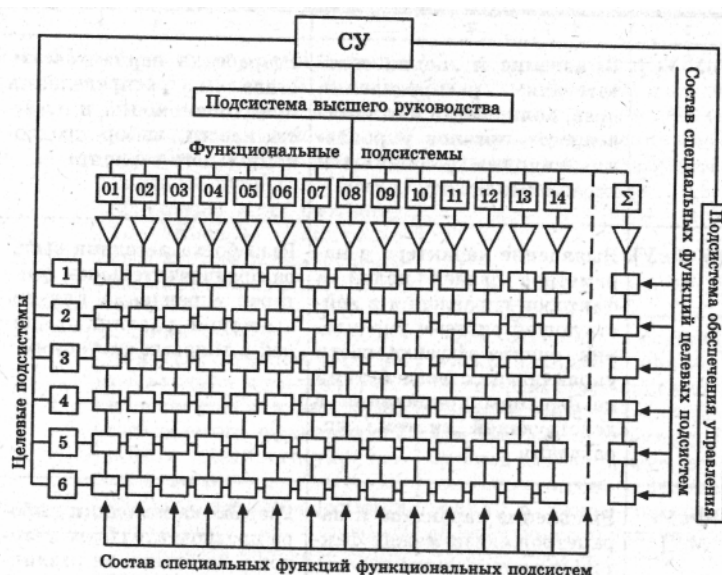 СУ
Подсистема высшего руководства
Функциональные подсистемы
01 02 03 04 05 06 07 08 09 10 11 12 13 14 Σ
1
2
3
4
5
6
Целевые подсистемы
Состав специальных функций целевых подсистем
Подсистема обеспечения управления
Состав специальных функций функциональных подсистем